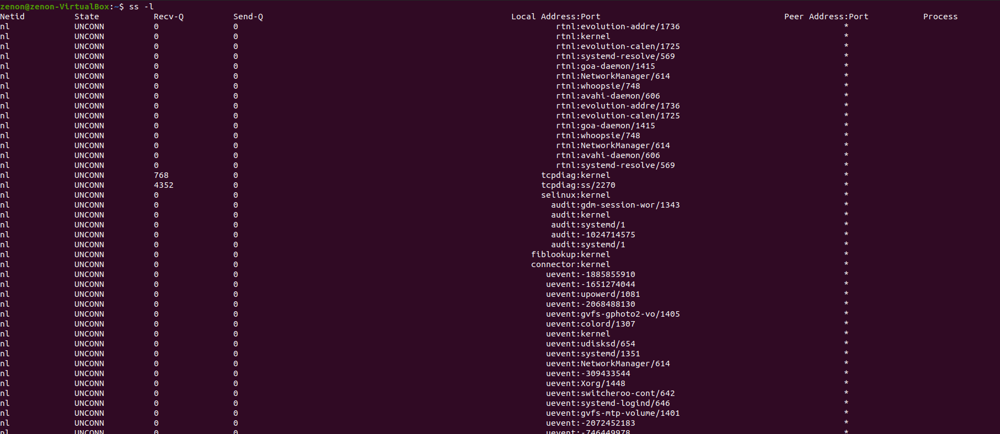 zenon@zenon-VirtualBox:~$ ss -l
Netid State Recv-Q Send-Q Local Address:Port Peer Address:Port Process
nl UNCONN 0 0 rtnl:evolution-addre/1736 *
nl UNCONN 0 0 rtnl:kernel *
nl UNCONN 0 0 rtnl:evolution-calen/1725 *
nl UNCONN 0 0 rtnl:systemd-resolve/569 *
nl UNCONN 0 0 rtnl:goa-daemon/1415 *
nl UNCONN 0 0 rtnl:NetworkManager/614 *
nl UNCONN 0 0 rtnl:whoopsie/748 *
nl UNCONN 0 0 rtnl:avahi-daemon/606 *
nl UNCONN 0 0 rtnl:evolution-addre/1736 *
nl UNCONN 0 0 rtnl:evolution-calen/1725 *
nl UNCONN 0 0 rtnl:goa-daemon/1415 *
nl UNCONN 0 0 rtnl:whoopsie/748 *
nl UNCONN 0 0 rtnl:NetworkManager/614 *
nl UNCONN 0 0 rtnl:avahi-daemon/606 *
nl UNCONN 0 0 rtnl:systemd-resolve/569 *
nl UNCONN 768 0 tcpdiag:kernel *
nl UNCONN 4352 0 tcpdiag:ss/2270 *
nl UNCONN 0 0 selinux:kernel *
nl UNCONN 0 0 audit:gdm-session-wor/1343 *
nl UNCONN 0 0 audit:kernel *
nl UNCONN 0 0 audit:systemd/1 *
nl UNCONN 0 0 audit:-1024714575 *
nl UNCONN 0 0 audit:systemd/1 *
nl UNCONN 0 0 fiblookup:kernel *
nl UNCONN 0 0 connector:kernel *
nl UNCONN 0 0 uevent:-1885855910 *
nl UNCONN 0 0 uevent:-1651274044 *
nl UNCONN 0 0 uevent:upowerd/1081 *
nl UNCONN 0 0 uevent:-2068488130 *
nl UNCONN 0 0 uevent:gvfs-gphoto2-vo/1405 *
nl UNCONN 0 0 uevent:colord/1307 *
nl UNCONN 0 0 uevent:kernel *
nl UNCONN 0 0 uevent:udisksd/654 *
nl UNCONN 0 0 uevent:systemd/1351 *
nl UNCONN 0 0 uevent:NetworkManager/614 *
nl UNCONN 0 0 uevent:-309433544 *
nl UNCONN 0 0 uevent:Xorg/1448 *
nl UNCONN 0 0 uevent:switcheroo-cont/642 *
nl UNCONN 0 0 uevent:systemd-logind/646 *
nl UNCONN 0 0 uevent:gvfs-mtp-volume/1401 *
nl UNCONN 0 0 uevent:-2072452183 *
nl UNCONN 0 0 uevent:-746449978 *